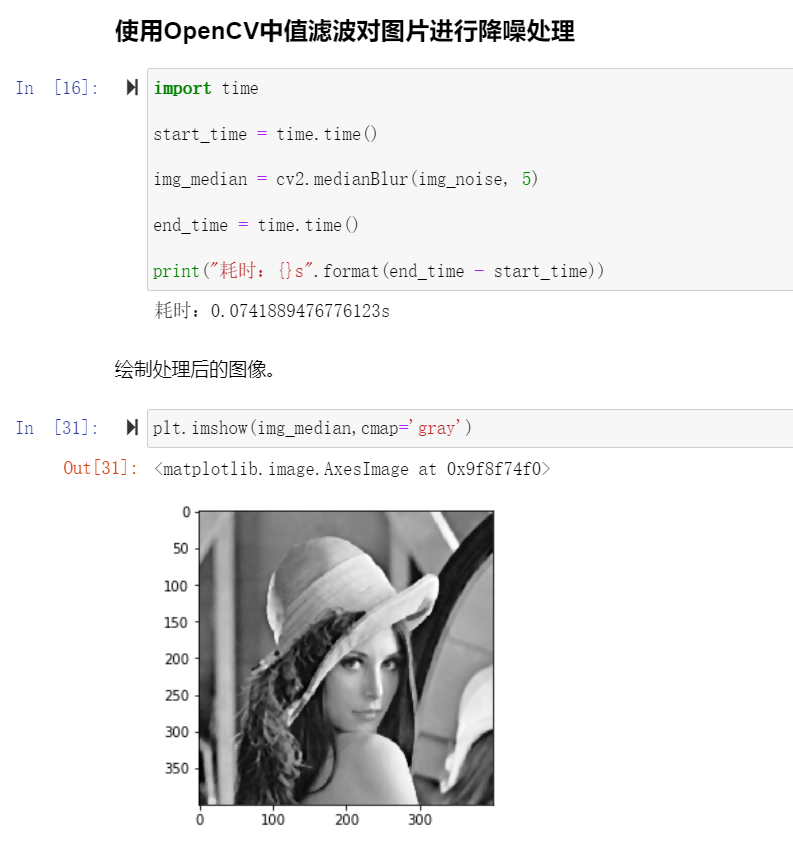 使用OpenCV中值滤波对图片进行降噪处理
In [16]:
import time
start_time = time.time()
img_median = cv2.medianBlur(img_noise, 5)
end_time = time.time()
print("耗时：{}s".format(end_time - start_time))
耗时：0.0741889476776123s
绘制处理后的图像。
In [31]:
plt.imshow(img_median,cmap='gray')
Out[31]:
<matplotlib.image.AxesImage at 0x9f8f74f0>
0
50
100
150
200
250
300
350
0 100 200 300